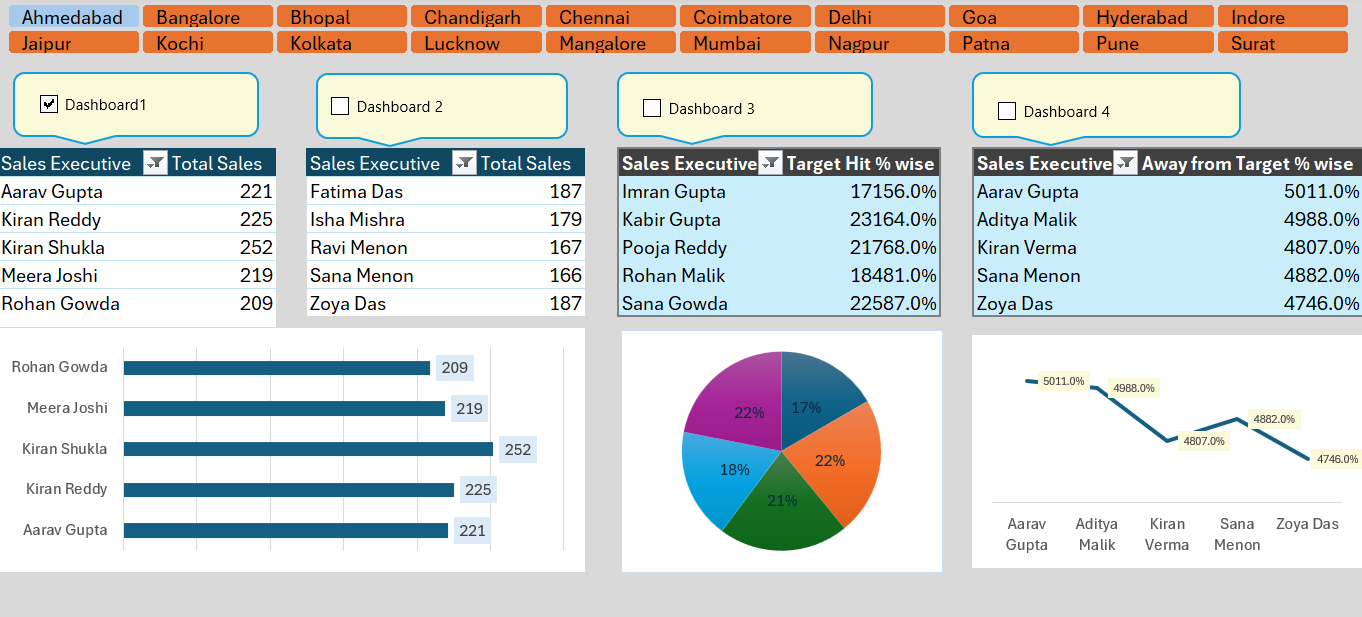 Ahmedabad Bangalore Bhopal Chandigarh Chennai Coimbatore Delhi Goa Hyderabad Indore
Jaipur Kochi Kolkata Lucknow Mangalore Mumbai Nagpur Patna Pune Surat
Dashboard1 Dashboard 2 Dashboard 3 Dashboard 4
Sales Executive Total Sales
Aarav Gupta 221
Kiran Reddy 225
Kiran Shukla 252
Meera Joshi 219
Rohan Gowda 209
Sales Executive Total Sales
Fatima Das 187
Isha Mishra 179
Ravi Menon 167
Sana Menon 166
Zoya Das 187
Sales Executive Target Hit % wise
Imran Gupta 17156.0%
Kabir Gupta 23164.0%
Pooja Reddy 21768.0%
Rohan Malik 18481.0%
Sana Gowda 22587.0%
Sales Executive Away from Target % wise
Aarav Gupta 5011.0%
Aditya Malik 4988.0%
Kiran Verma 4807.0%
Sana Menon 4882.0%
Zoya Das 4746.0%
Rohan Gowda 209
Meera Joshi 219
Kiran Shukla 252
Kiran Reddy 225
Aarav Gupta 221
22% 17%
22%
18%
21%
5011.0%
4988.0%
4882.0%
4807.0%
4746.0%
Aarav Aditya Kiran Sana Zoya Das
Gupta Malik Verma Menon